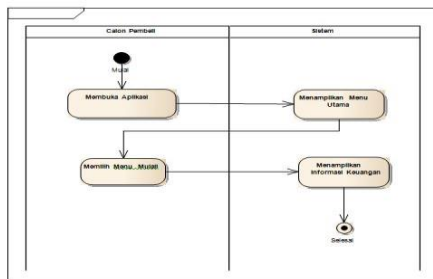 Calon Pembeli
Sistem
Mulai
Membuka Aplikasi
Menampilkan Menu
Utama
Memilih Menu Mulai
Menampilkan
Informasi Keuangan
Selesai